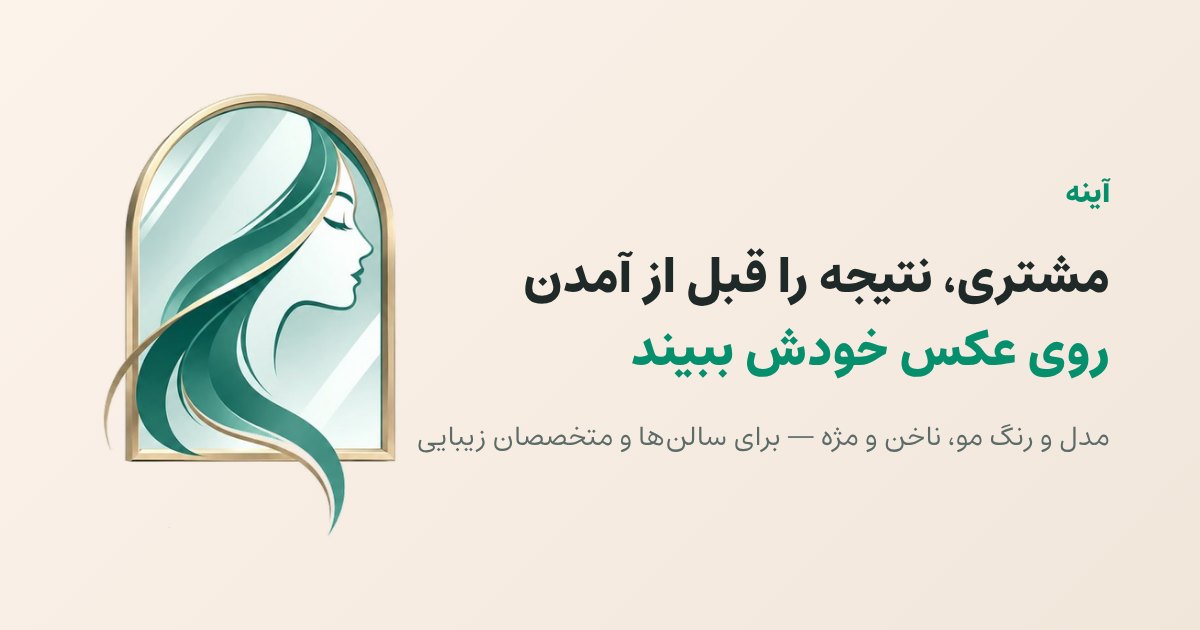 آینه
مشتری، نتیجه را قبل از آمدن
روی عکس خودش ببیند
مدل و رنگ مو، ناخن و مژه — برای سالن‌ها و متخصصان زیبایی